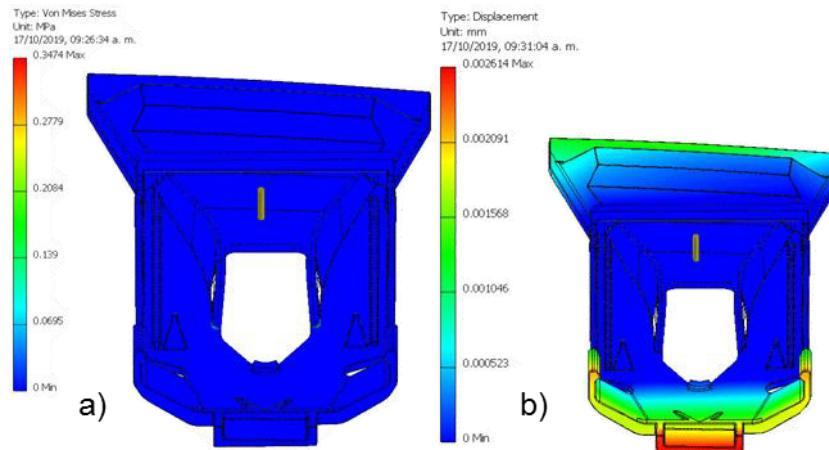 Type: Von Mises Stress
Unit: MPa
17/10/2019, 09:26:34 a. m.
0.3474 Max
0.2779
0.2084
0.139
0.0695
0 Min
a)
Type: Displacement
Unit: mm
17/10/2019, 09:31:04 a. m.
0.002614 Max
0.002091
0.001568
0.001046
0.000523
0 Min
b)